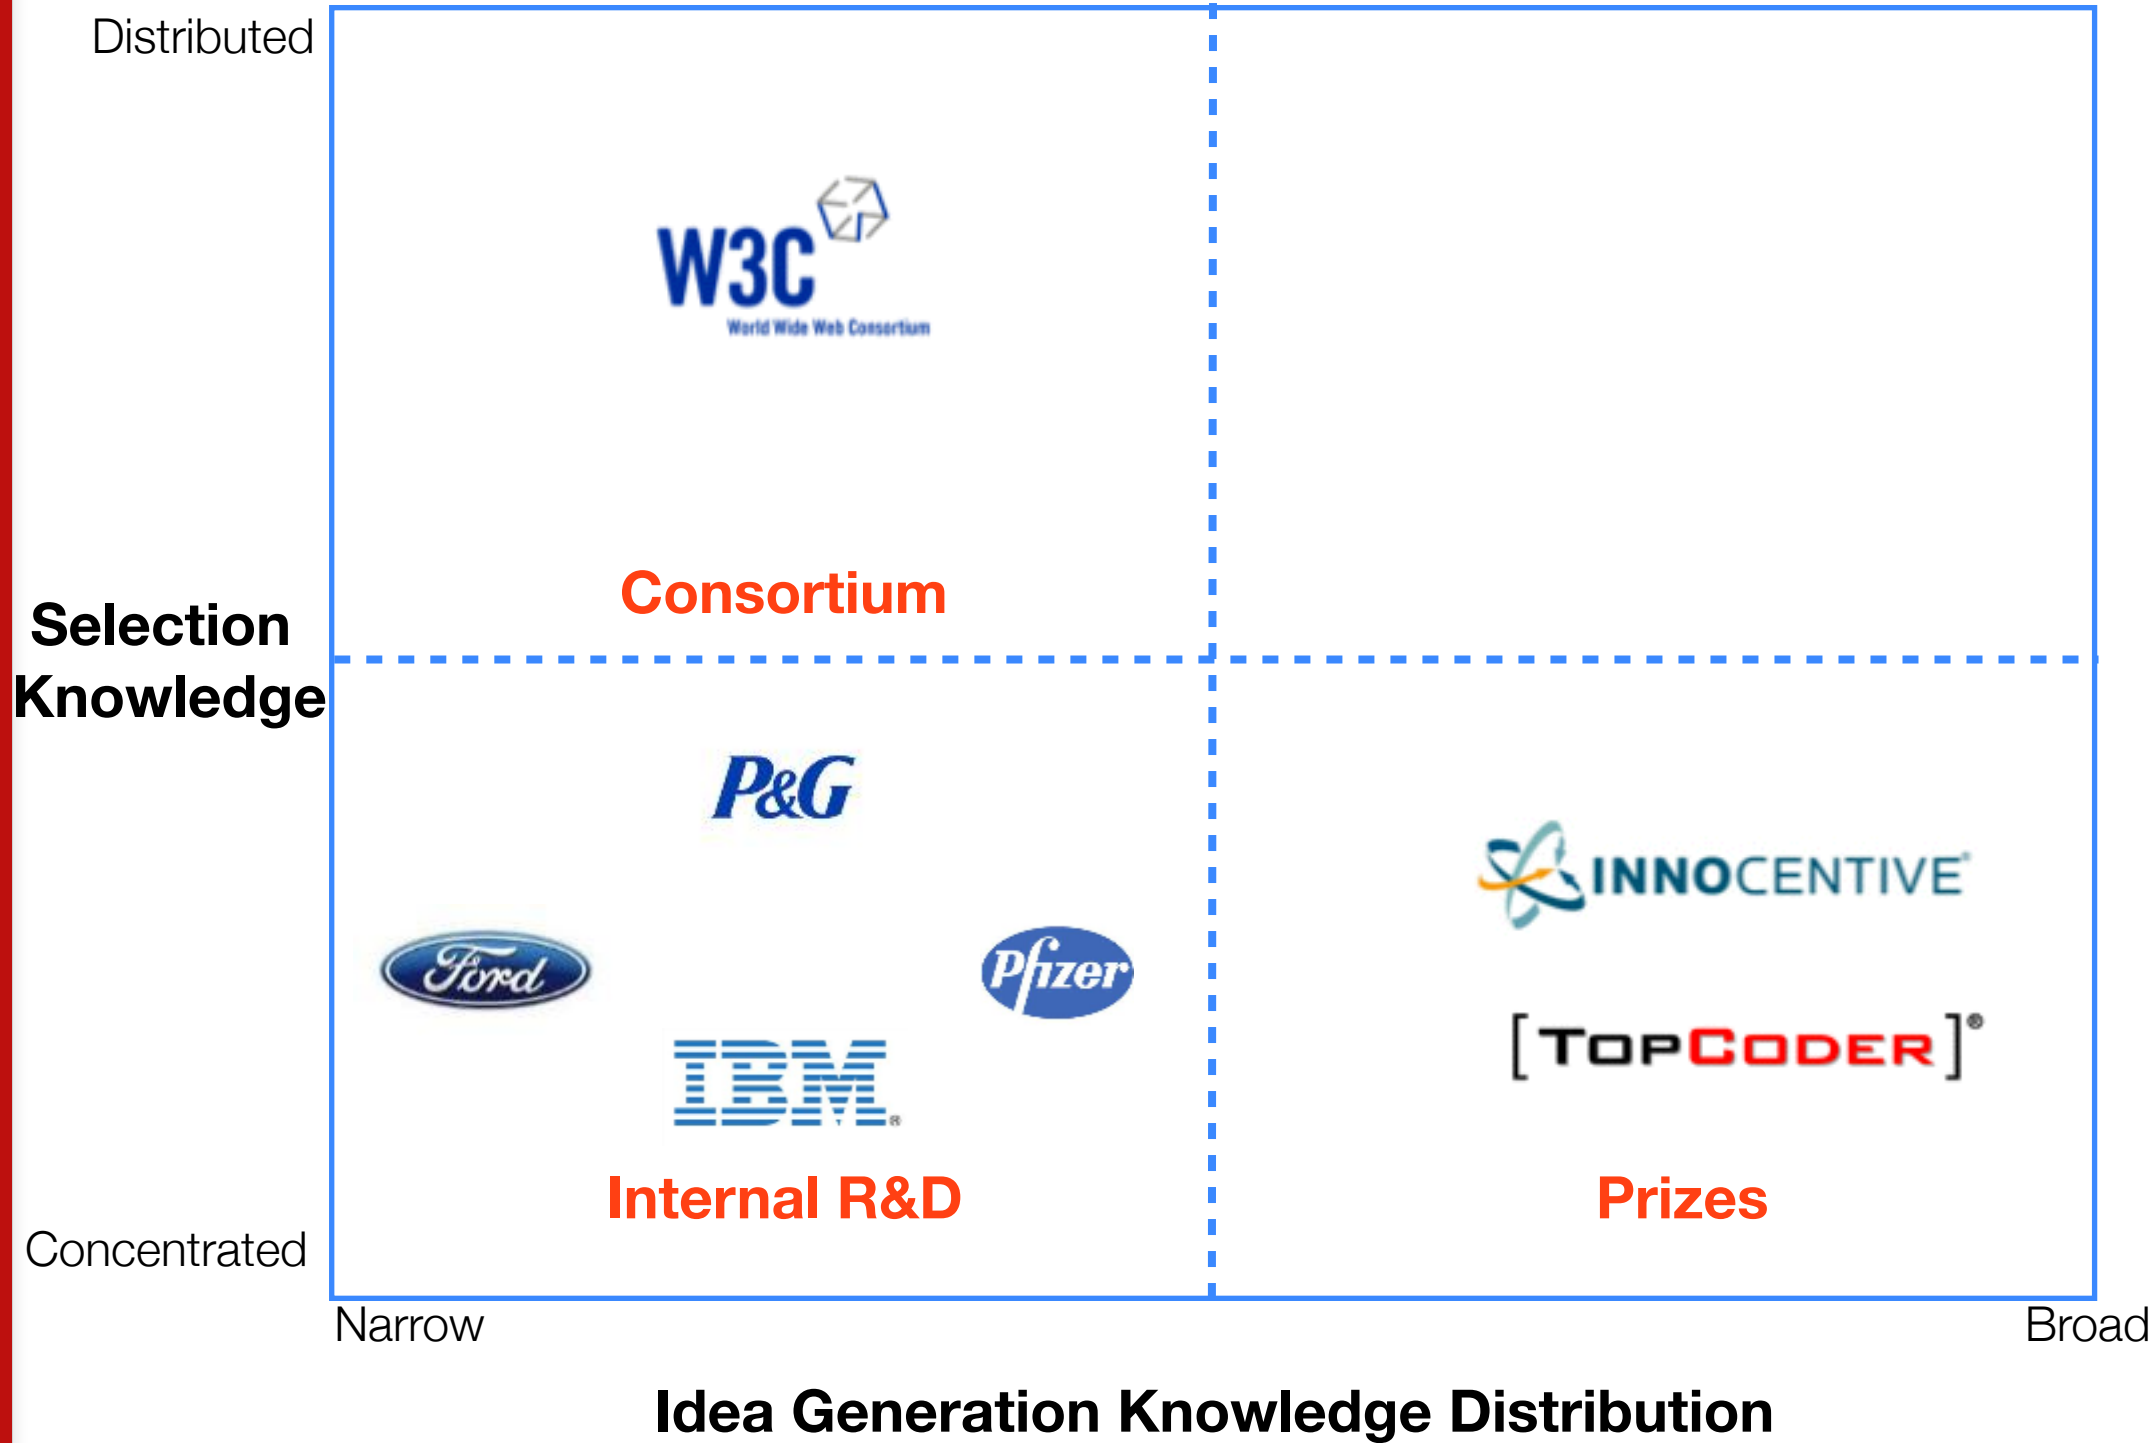 Distributed
W3C
World Wide Web Consortium
Consortium
Selection
Knowledge
P&G
INNOCENTIVE®
Ford
Pfizer
[TOPCODER]®
IBM®
Internal R&D
Prizes
Concentrated
Narrow
Broad
Idea Generation Knowledge Distribution